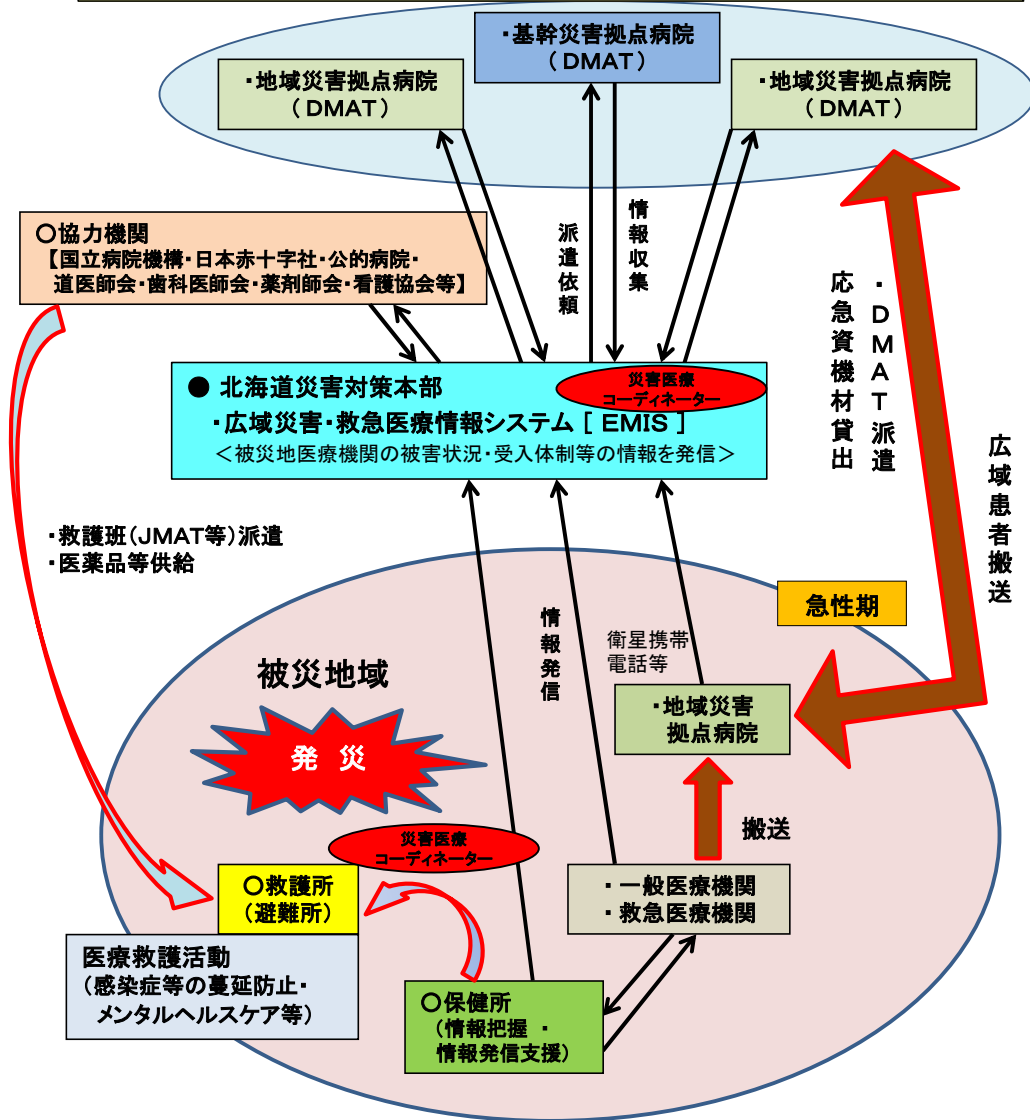 ・基幹災害拠点病院
（DMAT）
・地域災害拠点病院
（DMAT）
・地域災害拠点病院
（DMAT）
○協力機関
【国立病院機構・日本赤十字社・公的病院・
道医師会・歯科医師会・薬剤師会・看護協会等】
派遣依頼
情報収集
・DMAT派遣
応急資機材貸出
広域患者搬送
● 北海道災害対策本部
災害医療
コーディネーター
・広域災害・救急医療情報システム［ EMIS ］
＜被災地医療機関の被害状況・受入体制等の情報を発信＞
・救護班（JMAT等）派遣
・医薬品等供給
急性期
情報発信
衛星携帯
電話等
被災地域
発 災
・地域災害
拠点病院
搬送
災害医療
コーディネーター
○救護所
（避難所）
・一般医療機関
・救急医療機関
医療救護活動
（感染症等の蔓延防止・
メンタルヘルスケア等）
○保健所
（情報把握 ・
情報発信支援）